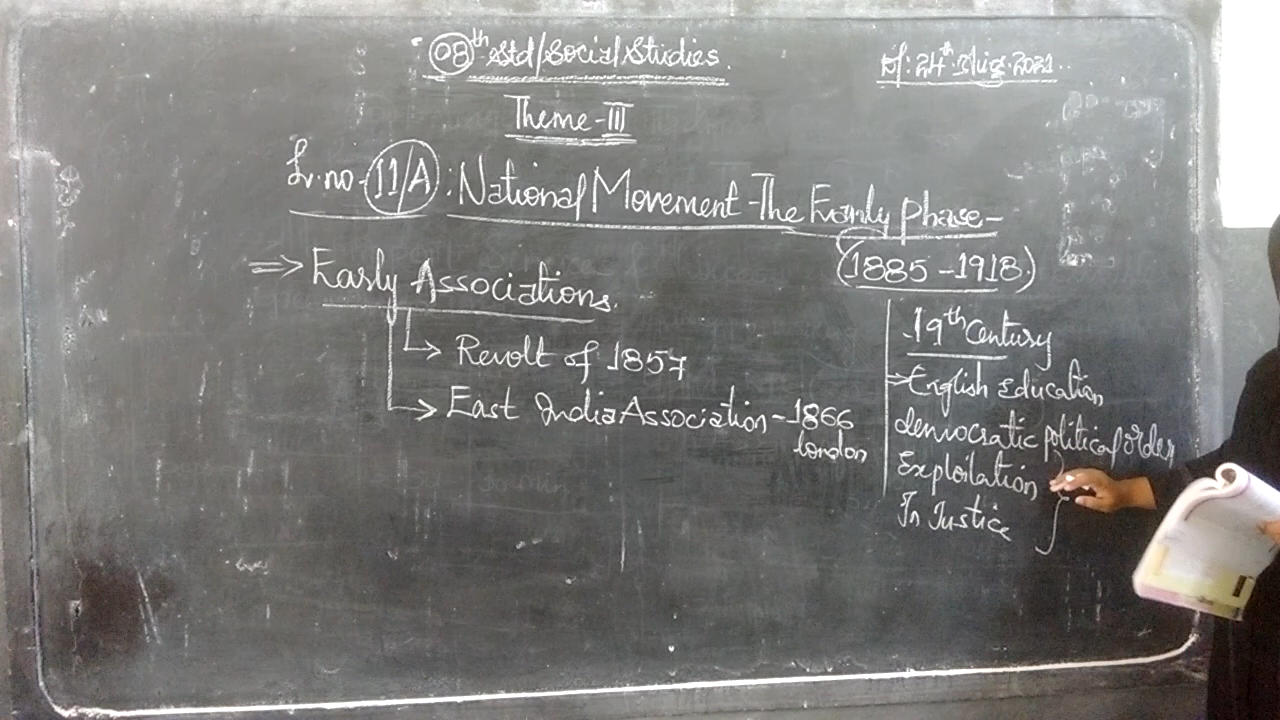 08th Std/Social Studies.
Dt: 24th Aug. 2021.
Theme-III
Lr.no-11/A: National Movement-The Early Phase-
(1885-1918)
=> Early Associations.
Revolt of 1857
East India Association-1866
london
19th Century
English Education
democratic political order
Exploilation
In Justice